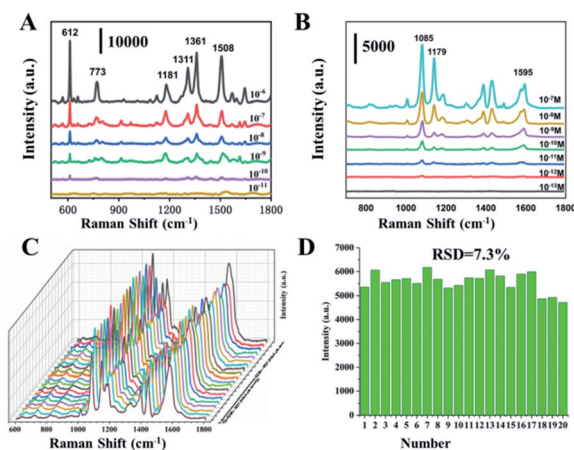 A
10000
612
773
1181
1311
1361
1508
10-6
10-7
10-8
10-9
10-10
10-11
Intensity (a.u.)
600 900 1200 1500 1800
Raman Shift (cm-1)
B
5000
1085
1179
1595
10-7M
10-8M
10-9M
10-10M
10-11M
10-12M
10-13M
Intensity (a.u.)
800 1000 1200 1400 1600 1800
Raman Shift (cm-1)
C
Intensity (a.u.)
600 800 1000 1200 1400 1600 1800
Raman Shift (cm-1)
D
RSD=7.3%
Intensity (a.u.)
7000
6000
5000
4000
3000
2000
1000
0
1 2 3 4 5 6 7 8 9 10 11 12 13 14 15 16 17 18 19 20
Number